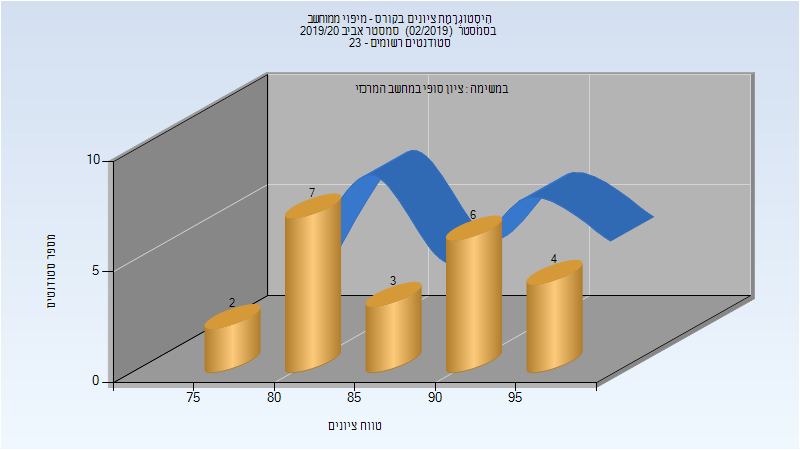 היסטוגרמת ציונים בקורס - מיפוי ממוחשב
בסמסטר (02/2019) סמסטר אביב 2019/20
סטודנטים רשומים - 23
במשימה : ציון סופי במחשב המרכזי
10
5
0
מספר סטודנטים
2
7
3
6
4
75
80
85
90
95
טווח ציונים